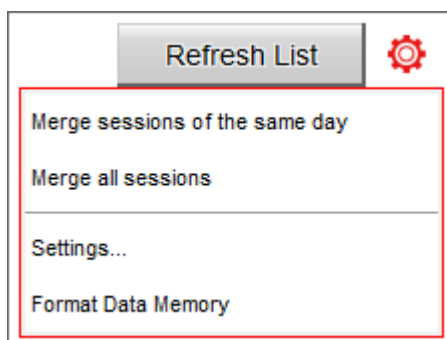 Refresh List
Merge sessions of the same day
Merge all sessions
Settings...
Format Data Memory